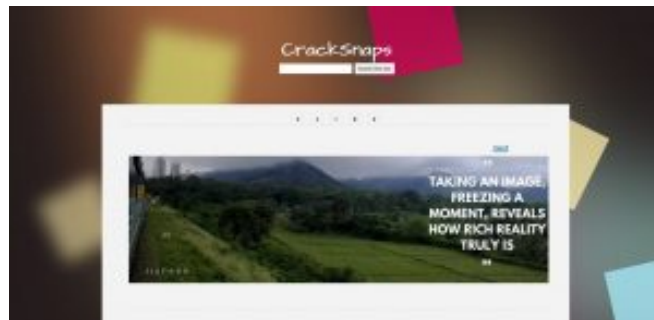 CrackSnaps
TAKING AN IMAGE,
FREEZING A
MOMENT, REVEALS
HOW RICH REALITY
TRULY IS